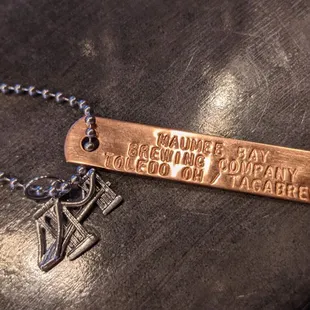 MAUMEE BAY
BREWING COMPANY
TOLEDO OH / TAGABRE